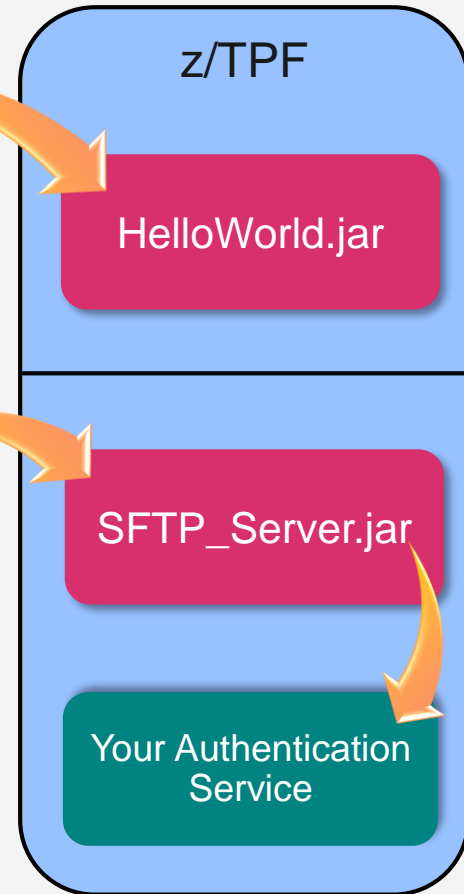 z/TPF
HelloWorld.jar
SFTP_Server.jar
Your Authentication
Service